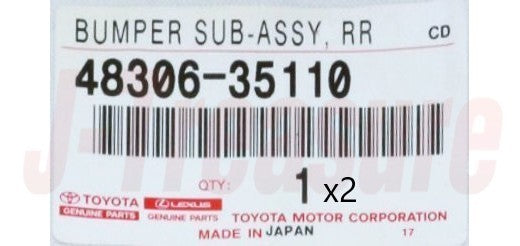 BUMPER SUB-ASSY, RR CD
48306-35110
J-Treasure
QTY: 1 x2
TOYOTA LEXUS TOYOTA MOTOR CORPORATION
GENUINE PARTS GENUINE PARTS MADE IN JAPAN 17